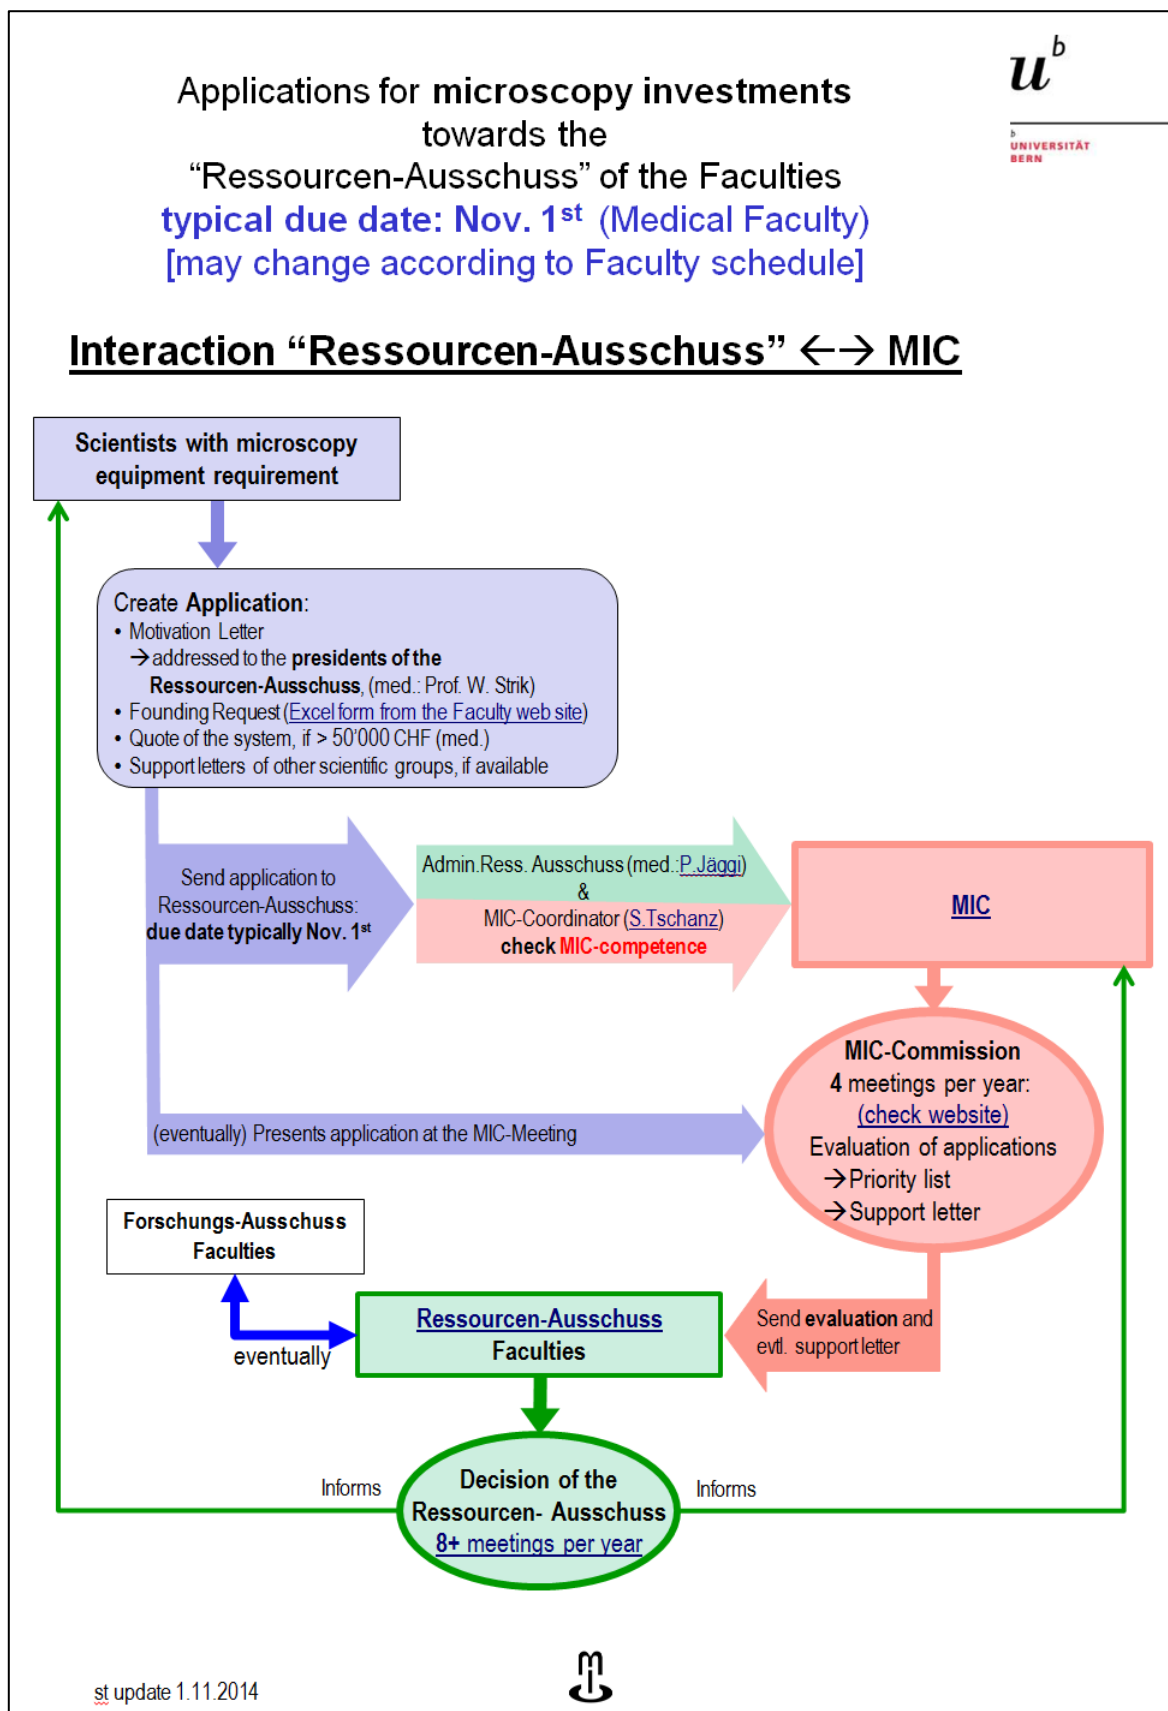 u^b
b
UNIVERSITÄT
BERN
Applications for microscopy investments
towards the
“Ressourcen-Ausschuss” of the Faculties
typical due date: Nov. 1st (Medical Faculty)
[may change according to Faculty schedule]
Interaction “Ressourcen-Ausschuss” ←→ MIC
Scientists with microscopy
equipment requirement
Create Application:
• Motivation Letter
→ addressed to the presidents of the
Ressourcen-Ausschuss, (med.: Prof. W. Strik)
• Founding Request (Excel form from the Faculty web site)
• Quote of the system, if > 50'000 CHF (med.)
• Support letters of other scientific groups, if available
Send application to
Ressourcen-Ausschuss:
due date typically Nov. 1st
Admin.Ress. Ausschuss (med.:P.Jäggi)
&
MIC-Coordinator (S.Tschanz)
check MIC-competence
MIC
MIC-Commission
4 meetings per year:
(check website)
Evaluation of applications
→ Priority list
→ Support letter
(eventually) Presents application at the MIC-Meeting
Forschungs-Ausschuss
Faculties
eventually
Ressourcen-Ausschuss
Faculties
Send evaluation and
evtl. support letter
Informs
Decision of the
Ressourcen- Ausschuss
8+ meetings per year
Informs
st update 1.11.2014